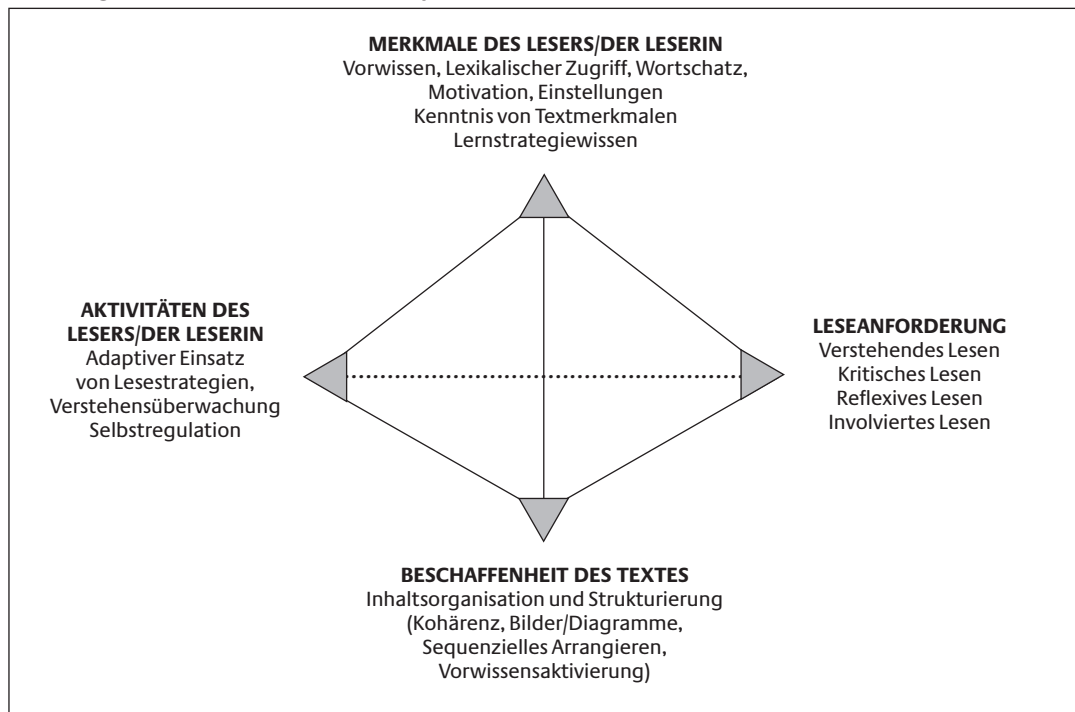 MERKMALE DES LESERS/DER LESERIN
Vorwissen, Lexikalischer Zugriff, Wortschatz,
Motivation, Einstellungen
Kenntnis von Textmerkmalen
Lernstrategiewissen
AKTIVITÄTEN DES
LESERS/DER LESERIN
Adaptiver Einsatz
von Lesestrategien,
Verstehensüberwachung
Selbstregulation
LESEANFORDERUNG
Verstehendes Lesen
Kritisches Lesen
Reflexives Lesen
Involviertes Lesen
BESCHAFFENHEIT DES TEXTES
Inhaltsorganisation und Strukturierung
(Kohärenz, Bilder/Diagramme,
Sequenzielles Arrangieren,
Vorwissensaktivierung)